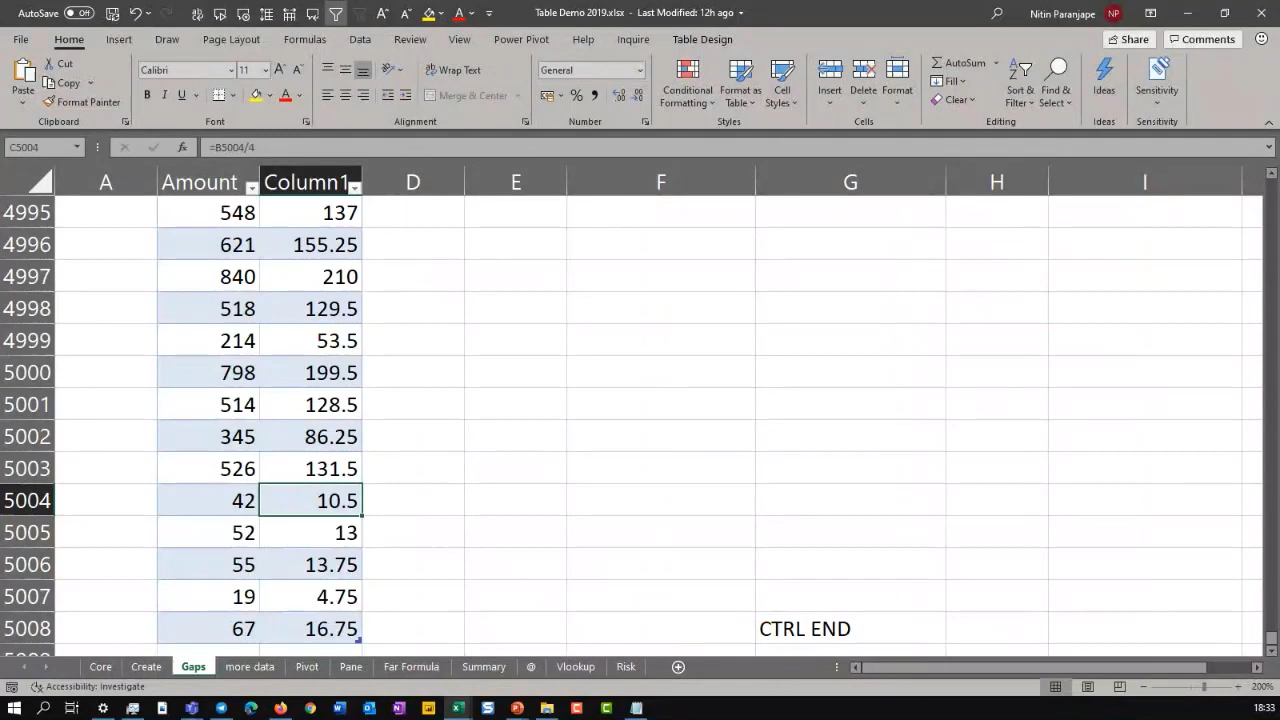 AutoSave Off
Table Demo 2019.xlsx - Last Modified: 12h ago
Nitin Paranjape NP
File Home Insert Draw Page Layout Formulas Data Review View Power Pivot Help Inquire Table Design Share Comments
Paste
Cut
Copy
Format Painter
Clipboard
Calibri 11
B I U
Font
Wrap Text
Merge & Center
Alignment
General
Number
Conditional Formatting
Format as Table
Cell Styles
Styles
Insert Delete Format
Cells
AutoSum
Fill
Clear
Sort & Filter
Find & Select
Editing
Ideas
Ideas
Sensitivity
Sensitivity
C5004 fx =B5004/4
A Amount Column1 D E F G H I
4995 548 137
4996 621 155.25
4997 840 210
4998 518 129.5
4999 214 53.5
5000 798 199.5
5001 514 128.5
5002 345 86.25
5003 526 131.5
5004 42 10.5
5005 52 13
5006 55 13.75
5007 19 4.75
5008 67 16.75 CTRL END
Core Create Gaps more data Pivot Pane Far Formula Summary @ Vlookup Risk
Accessibility: Investigate 200%
18:33